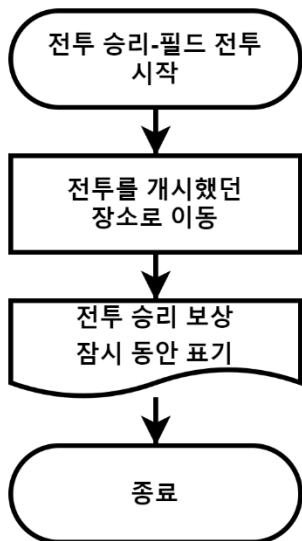 전투 승리-필드 전투
시작
전투를 개시했던
장소로 이동
전투 승리 보상
잠시 동안 표기
종료